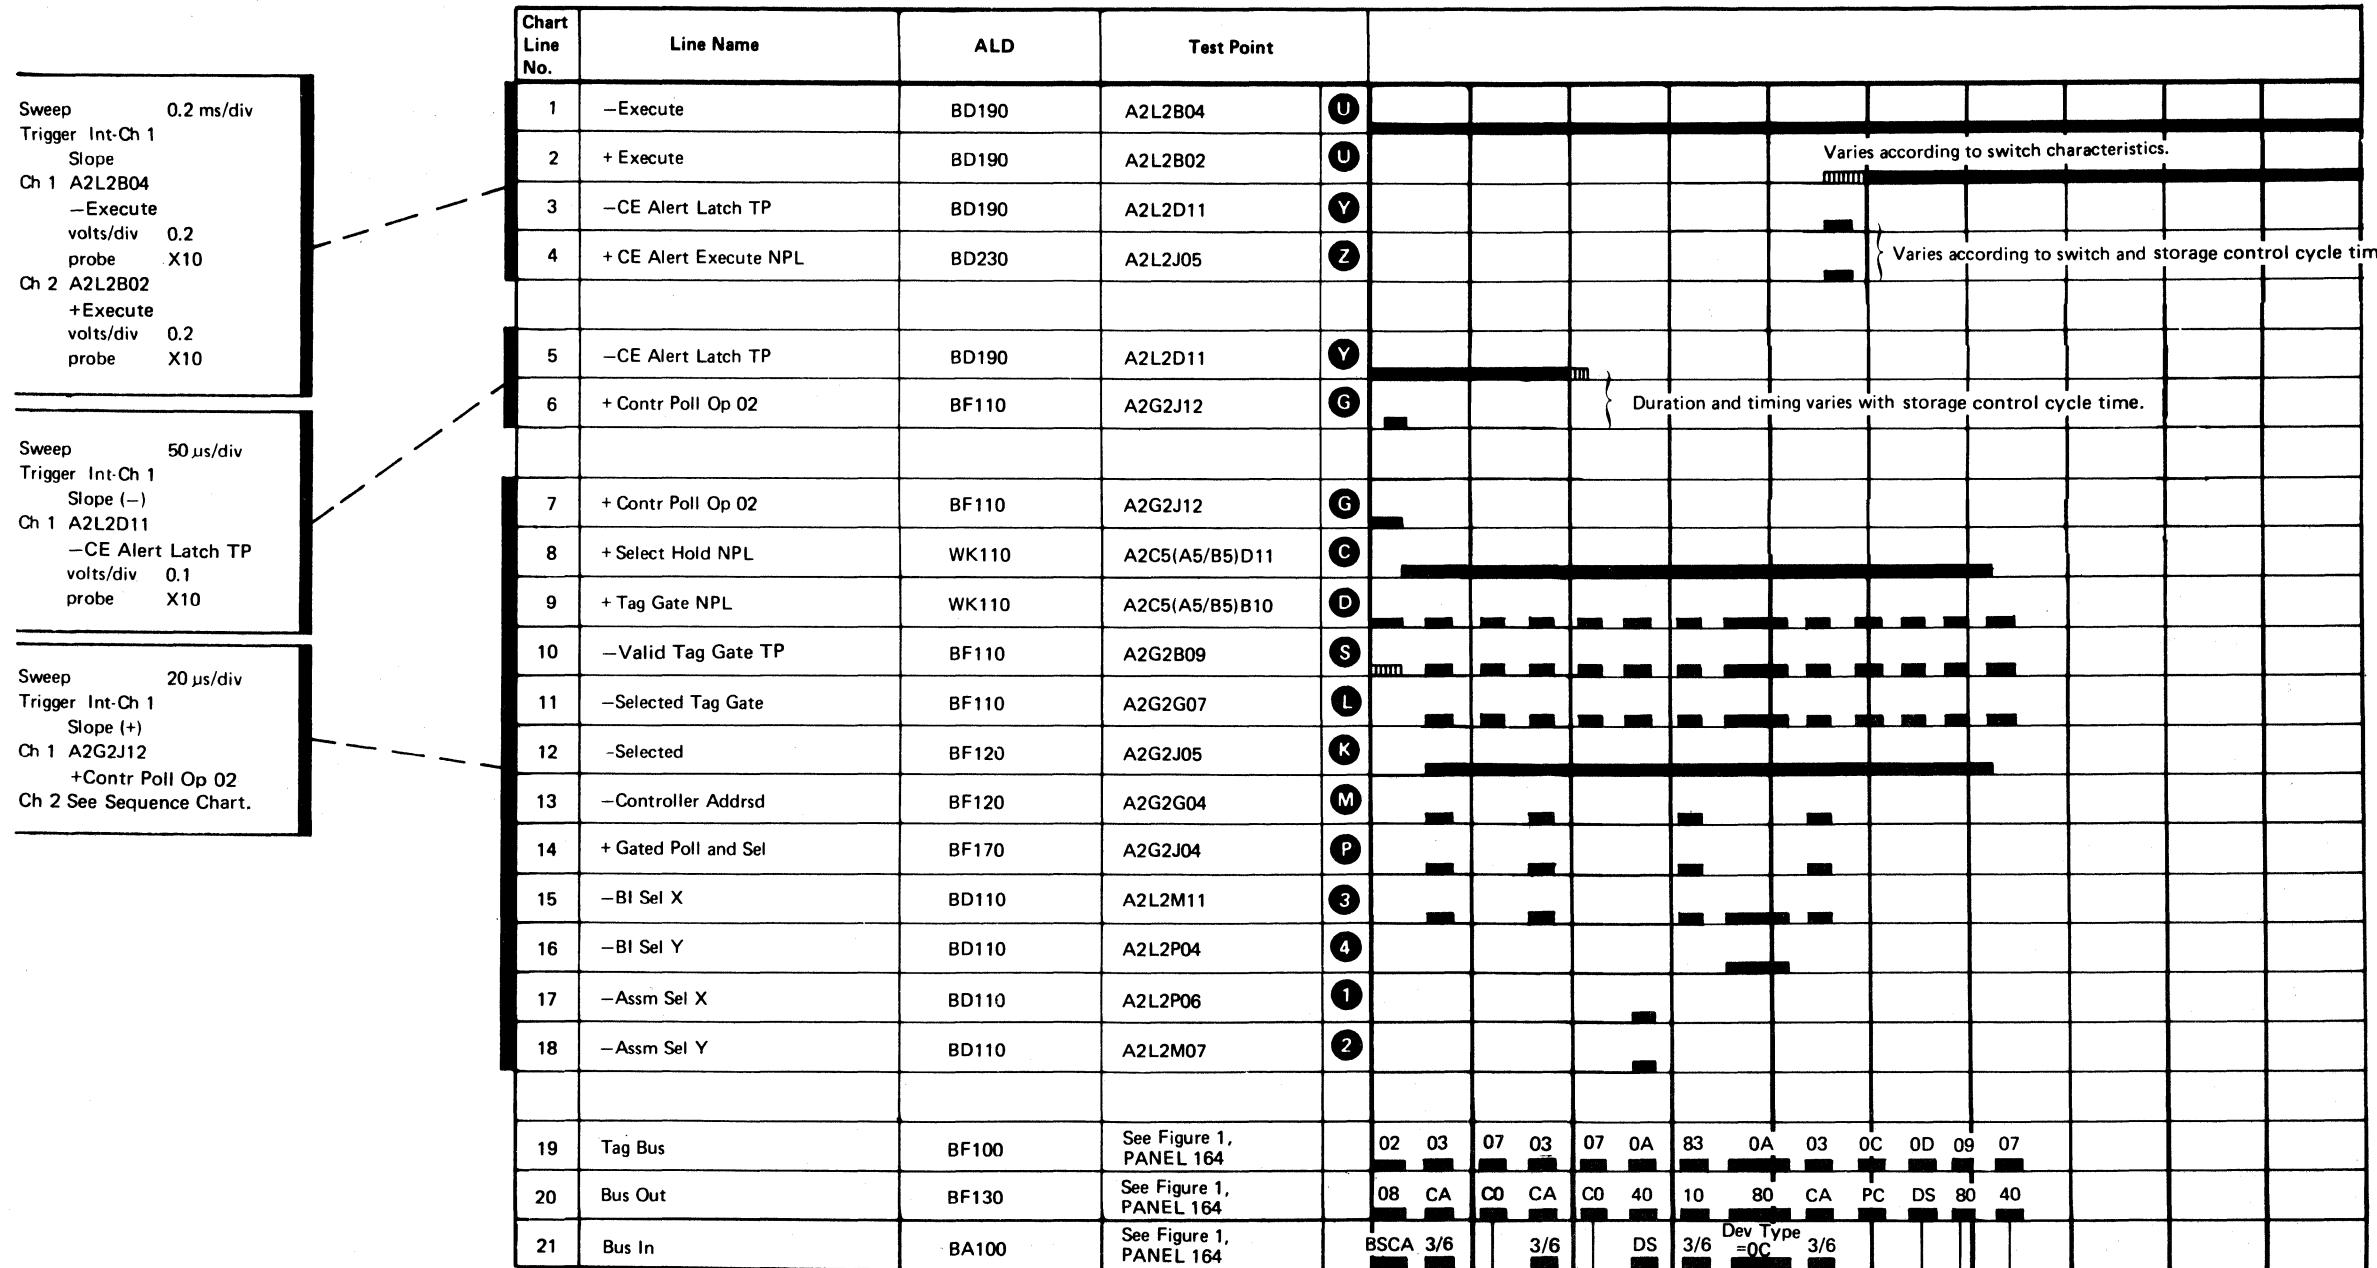 Chart Line No. Line Name ALD Test Point
Sweep 0.2 ms/div
Trigger Int-Ch 1
Slope
Ch 1 A2L2B04
—Execute
volts/div 0.2
probe X10
Ch 2 A2L2B02
+Execute
volts/div 0.2
probe X10
Sweep 50 µs/div
Trigger Int-Ch 1
Slope (—)
Ch 1 A2L2D11
—CE Alert Latch TP
volts/div 0.1
probe X10
Sweep 20 µs/div
Trigger Int-Ch 1
Slope (+)
Ch 1 A2G2J12
+Contr Poll Op 02
Ch 2 See Sequence Chart.
1 —Execute BD190 A2L2B04 U
2 + Execute BD190 A2L2B02 U
Varies according to switch characteristics.
3 —CE Alert Latch TP BD190 A2L2D11 Y
4 + CE Alert Execute NPL BD230 A2L2J05 Z
Varies according to switch and storage control cycle tim
5 —CE Alert Latch TP BD190 A2L2D11 Y
6 + Contr Poll Op 02 BF110 A2G2J12 G
Duration and timing varies with storage control cycle time.
7 + Contr Poll Op 02 BF110 A2G2J12 G
8 + Select Hold NPL WK110 A2C5(A5/B5)D11 C
9 + Tag Gate NPL WK110 A2C5(A5/B5)B10 D
10 —Valid Tag Gate TP BF110 A2G2B09 S
11 —Selected Tag Gate BF110 A2G2G07 L
12 -Selected BF120 A2G2J05 K
13 —Controller Addrsd BF120 A2G2G04 M
14 + Gated Poll and Sel BF170 A2G2J04 P
15 —BI Sel X BD110 A2L2M11 3
16 —BI Sel Y BD110 A2L2P04 4
17 —Assm Sel X BD110 A2L2P06 1
18 —Assm Sel Y BD110 A2L2M07 2
19 Tag Bus BF100 See Figure 1, PANEL 164 02 03 07 03 07 0A 83 0A 03 0C 0D 09 07
20 Bus Out BF130 See Figure 1, PANEL 164 08 CA C0 CA C0 40 10 80 CA PC DS 80 40
21 Bus In BA100 See Figure 1, PANEL 164 BSCA 3/6 3/6 DS 3/6 Dev Type =0C 3/6